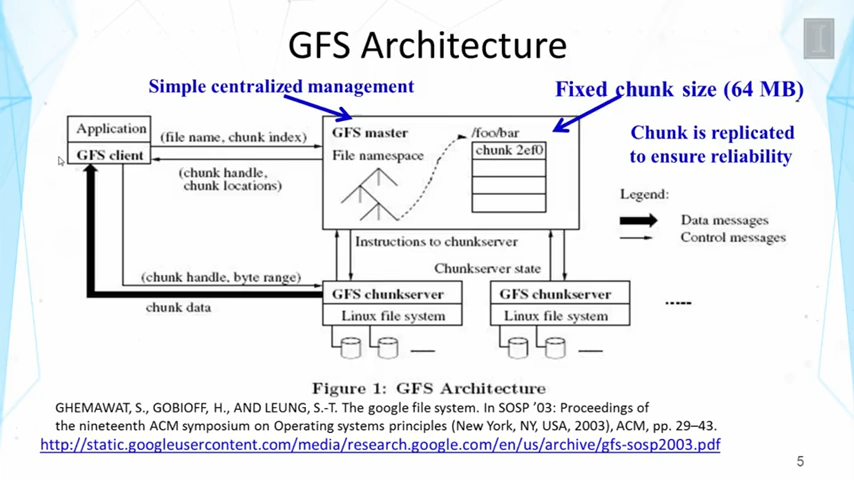 GFS Architecture
Simple centralized management
Fixed chunk size (64 MB)
Chunk is replicated
to ensure reliability
Application
GFS client
(file name, chunk index)
(chunk handle,
chunk locations)
GFS master
File namespace
/foo/bar
chunk 2ef0
Legend:
Data messages
Control messages
Instructions to chunkserver
Chunkserver state
(chunk handle, byte range)
chunk data
GFS chunkserver
Linux file system
GFS chunkserver
Linux file system
Figure 1: GFS Architecture
GHEMAWAT, S., GOBIOFF, H., AND LEUNG, S.-T. The google file system. In SOSP ’03: Proceedings of
the nineteenth ACM symposium on Operating systems principles (New York, NY, USA, 2003), ACM, pp. 29–43.
http://static.googleusercontent.com/media/research.google.com/en/us/archive/gfs-sosp2003.pdf
5